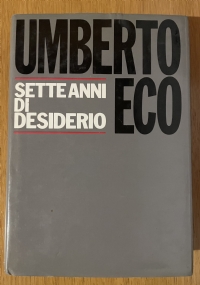 UMBERTO
SETTE ANNI
DI
DESIDERIO
ECO